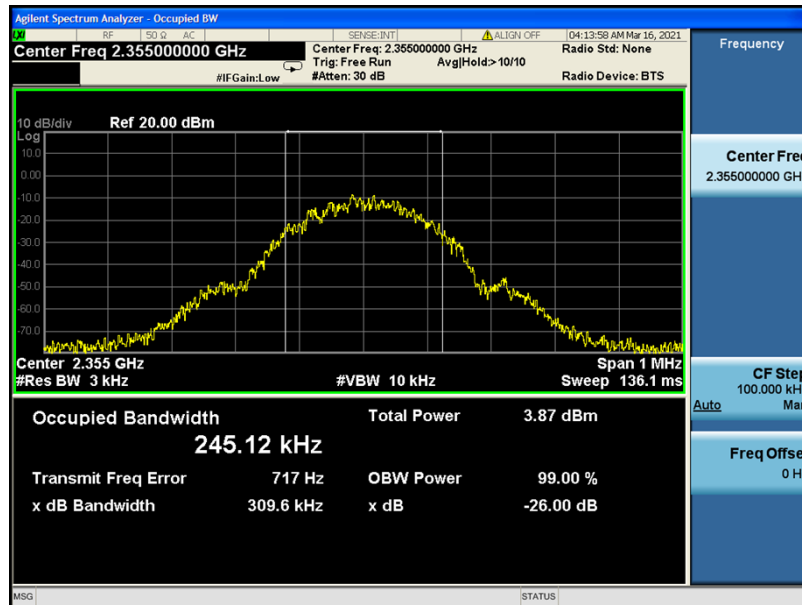 Agilent Spectrum Analyzer - Occupied BW
LXI RF 50 Ω AC SENSE:INT ALIGN OFF 04:13:58 AM Mar 16, 2021
Center Freq 2.355000000 GHz
Center Freq: 2.355000000 GHz Radio Std: None
Trig: Free Run Avg|Hold:>10/10
#IFGain:Low #Atten: 30 dB Radio Device: BTS
10 dB/div Ref 20.00 dBm
Log
10.0
0.00
-10.0
-20.0
-30.0
-40.0
-50.0
-60.0
-70.0
Center 2.355 GHz Span 1 MHz
#Res BW 3 kHz #VBW 10 kHz Sweep 136.1 ms
Occupied Bandwidth Total Power 3.87 dBm
245.12 kHz
Transmit Freq Error 717 Hz OBW Power 99.00 %
x dB Bandwidth 309.6 kHz x dB -26.00 dB
MSG STATUS
Frequency
Center Fre
2.355000000 GH
CF Step
100.000 kH
Auto Ma
Freq Offse
0 H